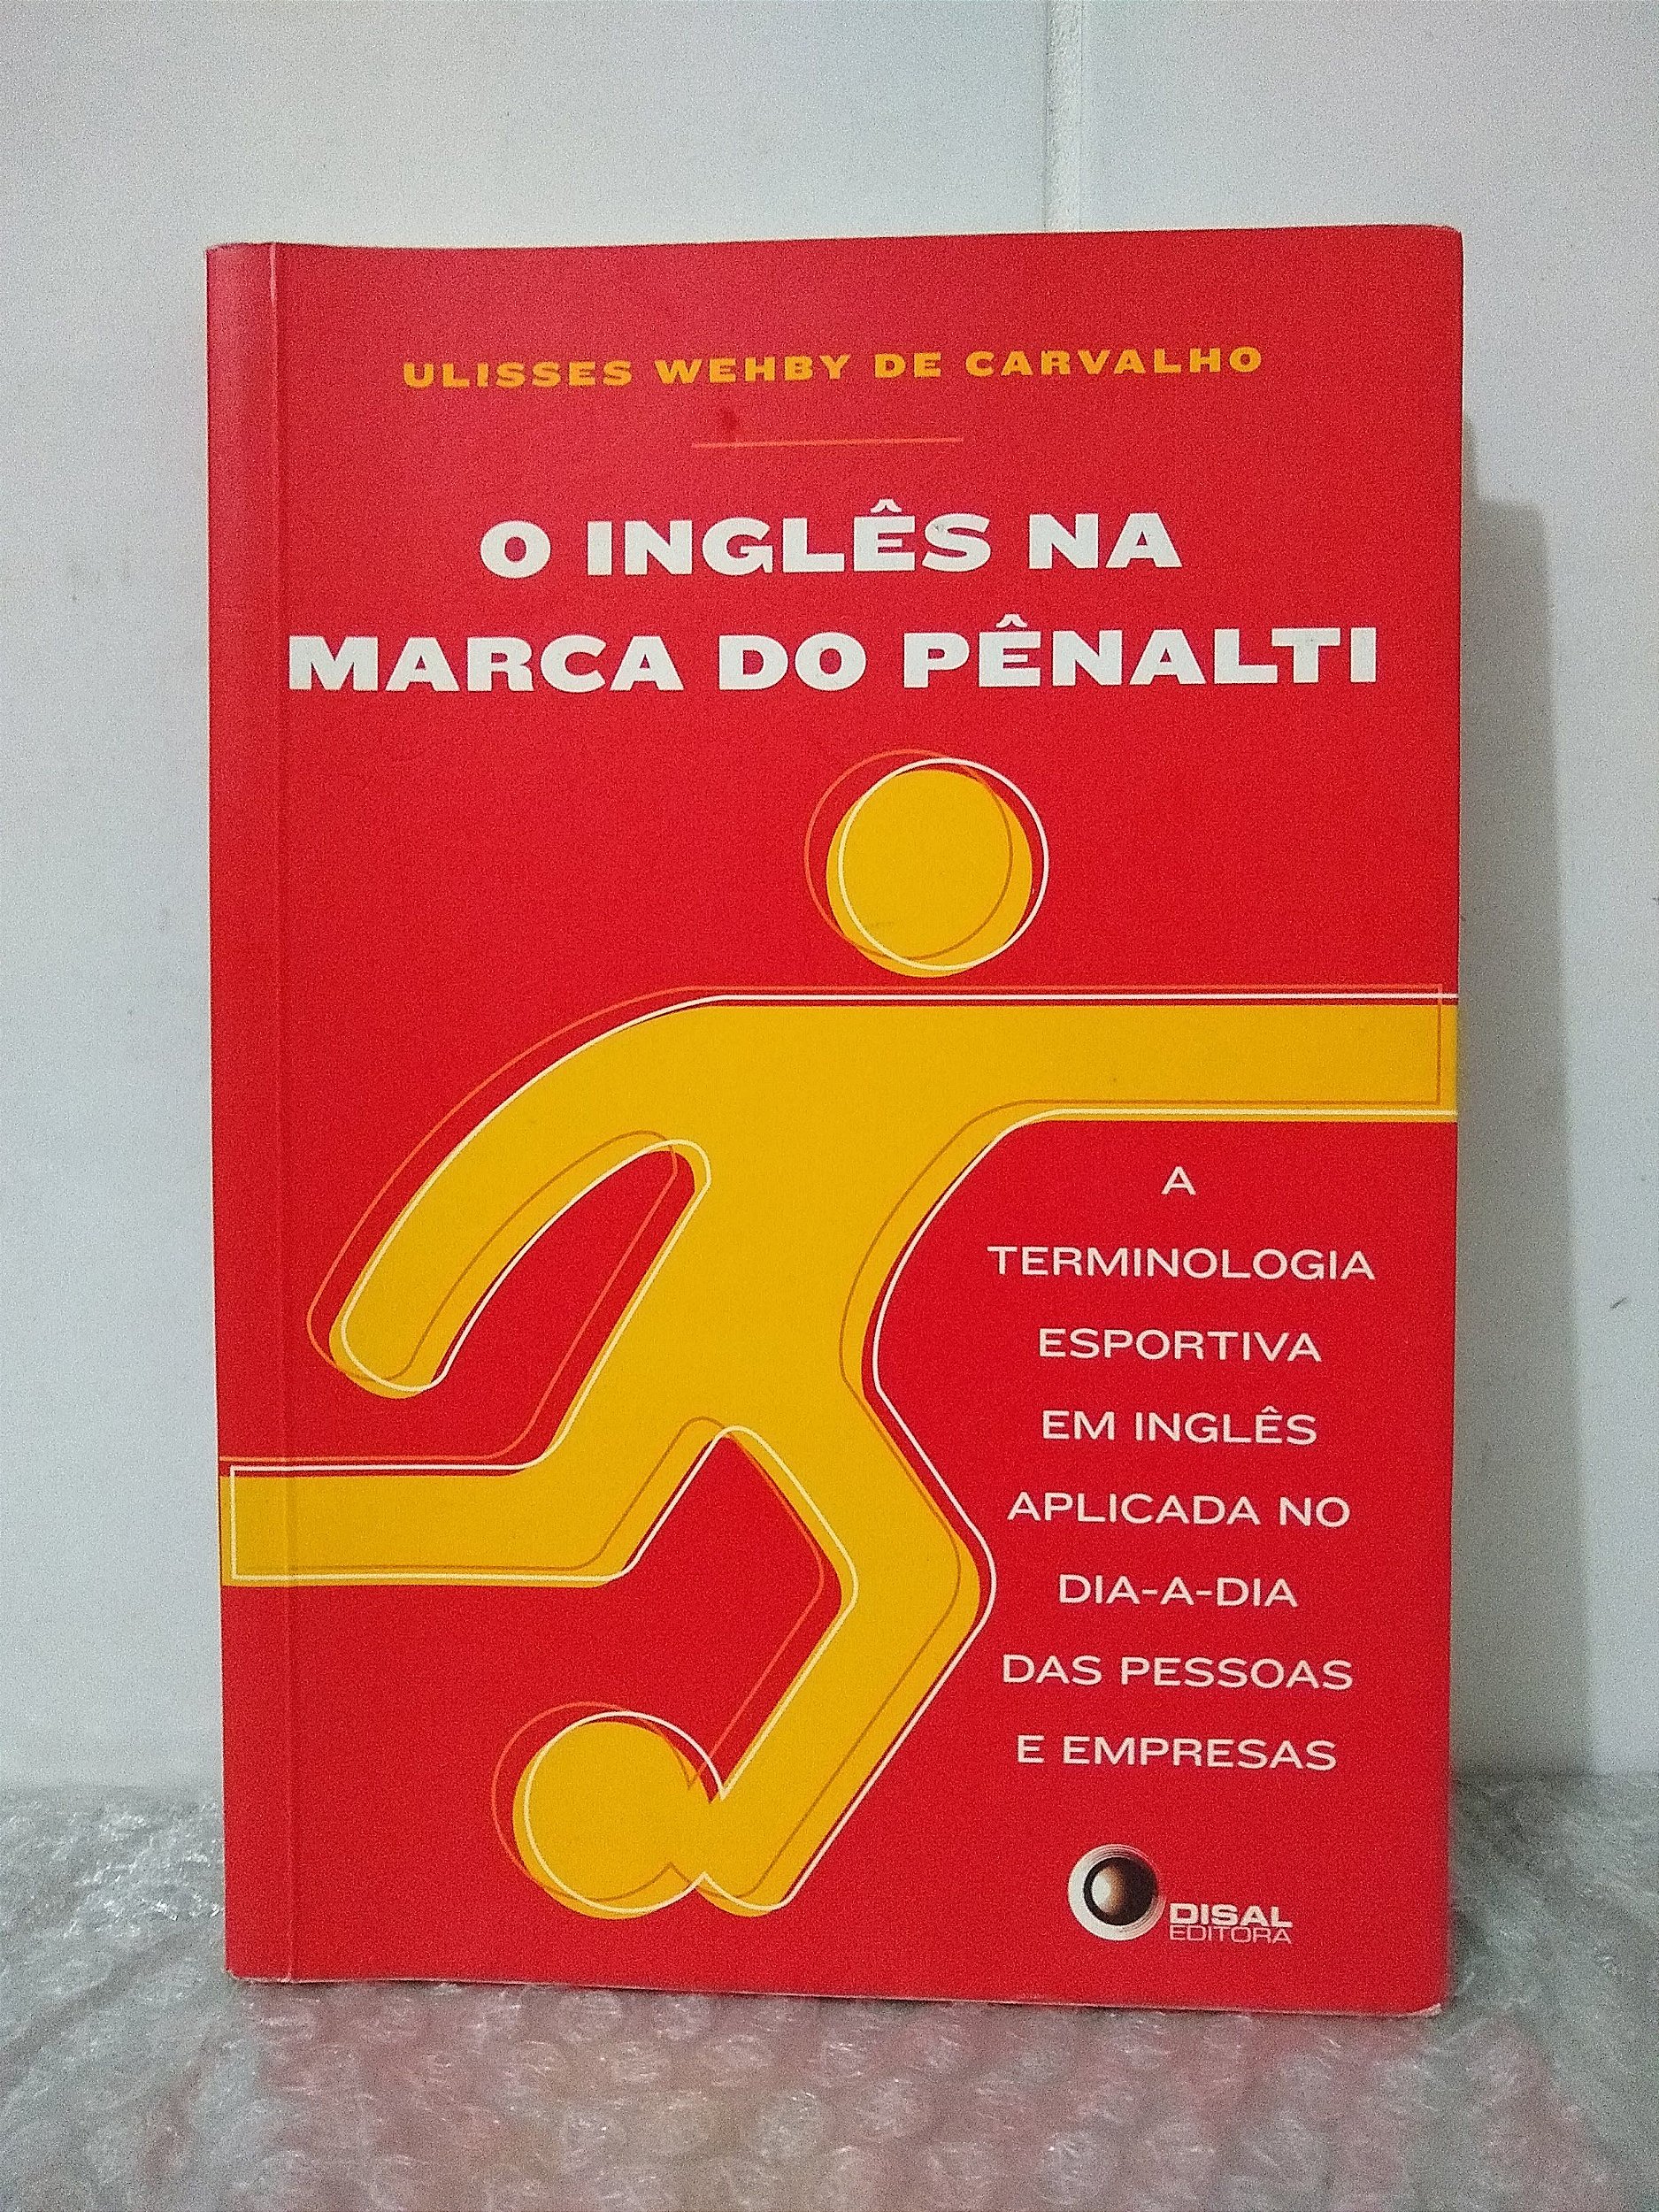 ULISSES WEHBY DE CARVALHO
O INGLÊS NA
MARCA DO PÊNALTI
A
TERMINOLOGIA
ESPORTIVA
EM INGLÊS
APLICADA NO
DIA-A-DIA
DAS PESSOAS
E EMPRESAS
DISAL
EDITORA